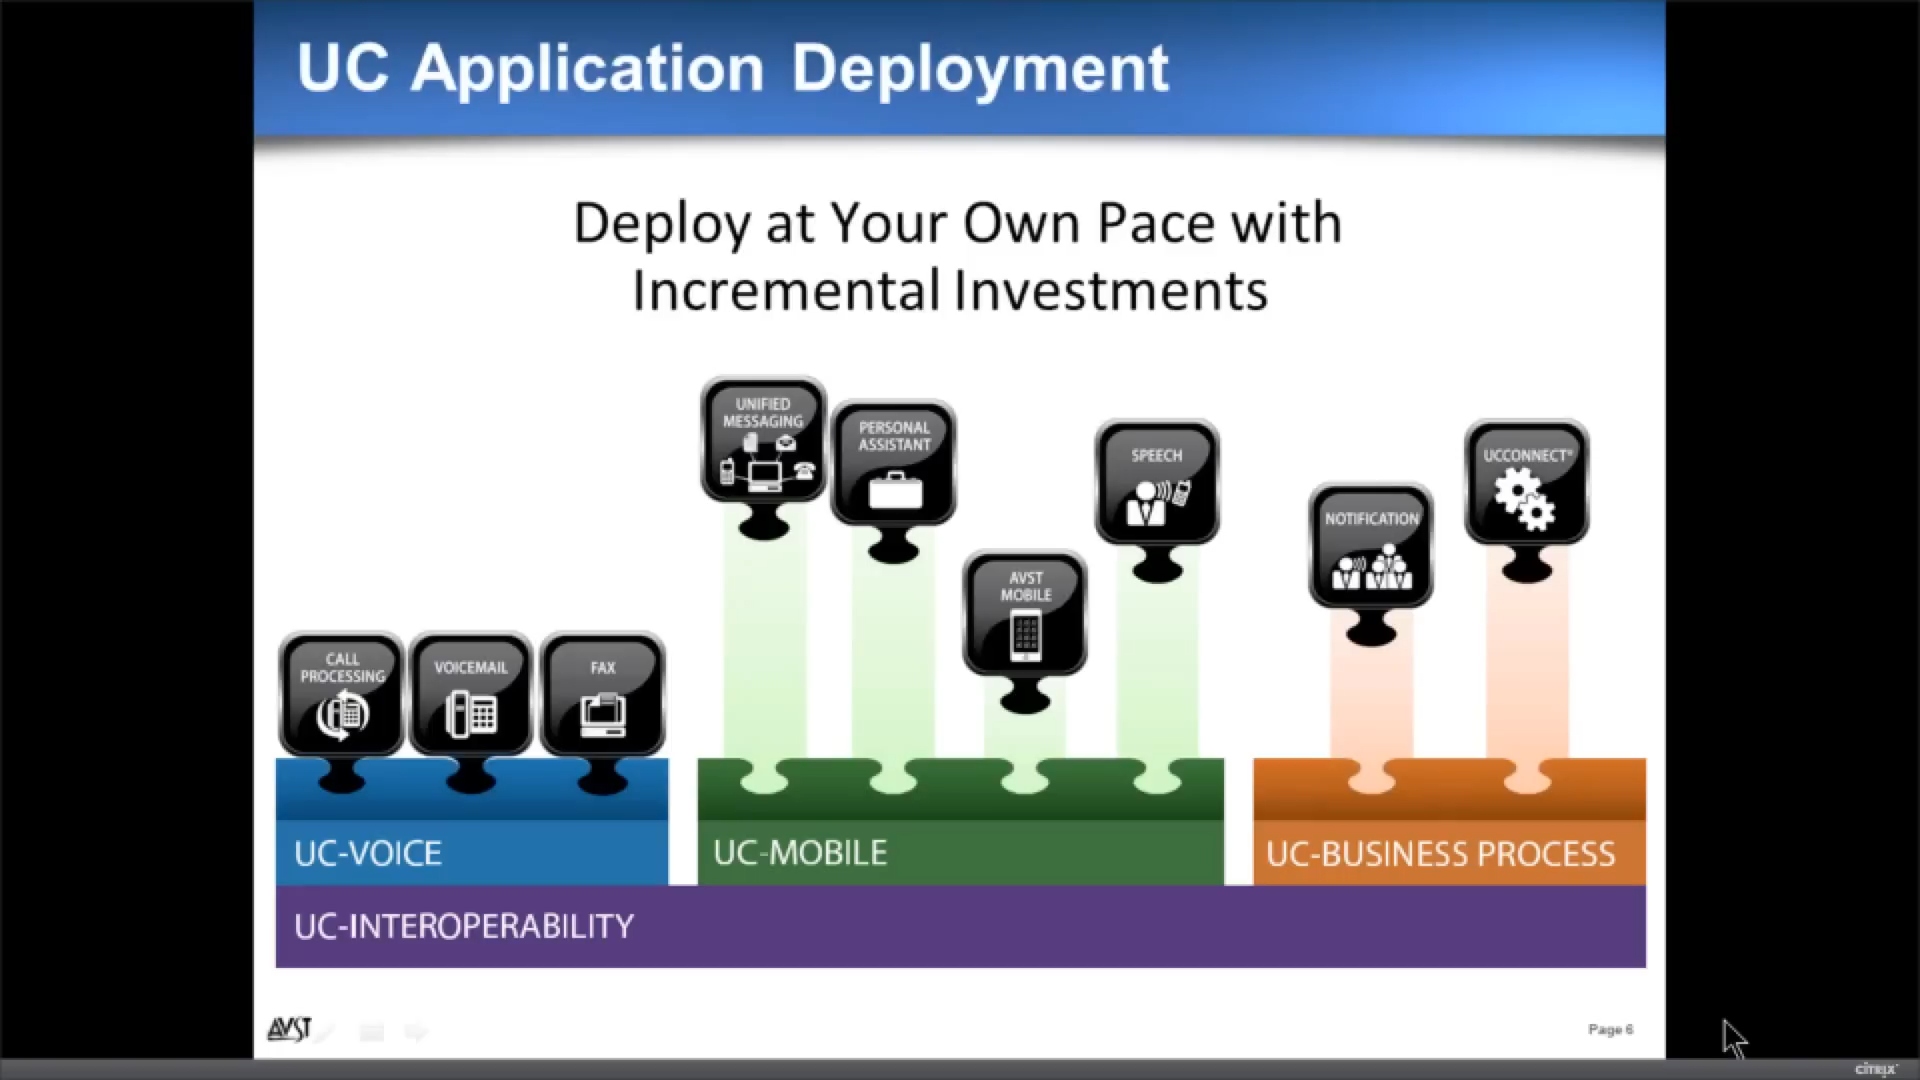 UC Application Deployment
Deploy at Your Own Pace with
Incremental Investments
UNIFIED
MESSAGING
PERSONAL
ASSISTANT
SPEECH
UCCONNECT®
NOTIFICATION
AVST
MOBILE
CALL
PROCESSING
VOICEMAIL
FAX
UC-VOICE
UC-MOBILE
UC-BUSINESS PROCESS
UC-INTEROPERABILITY
AVST
Page 6
CITRIX